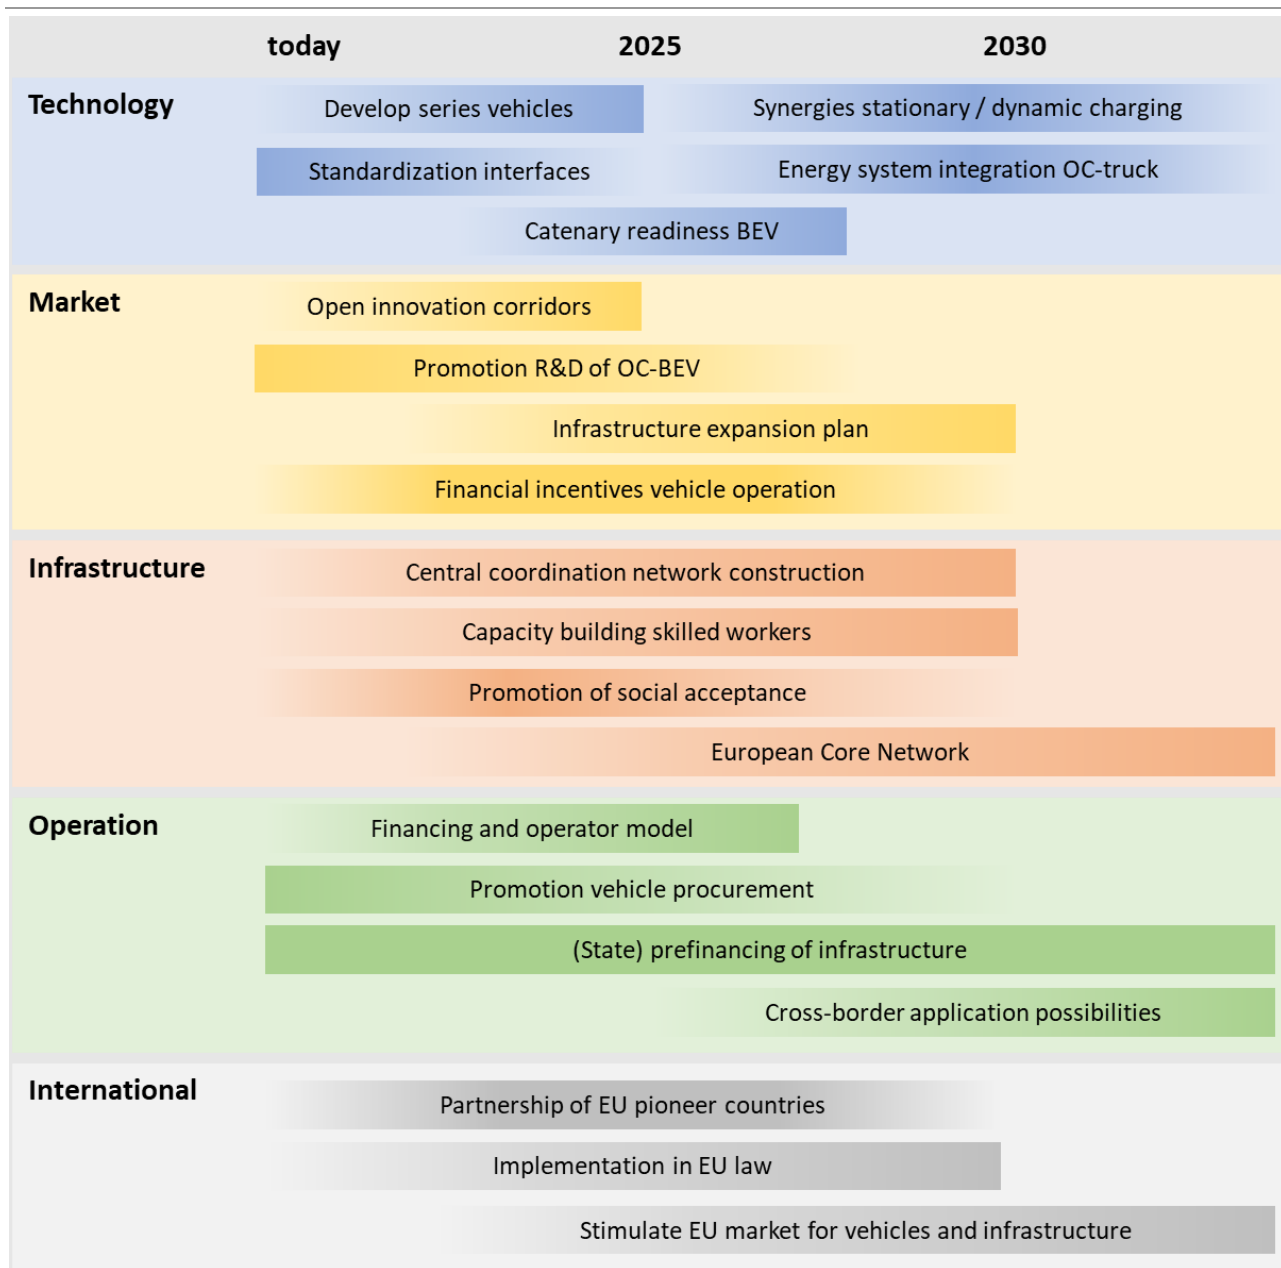 today 2025 2030
Technology
Develop series vehicles
Synergies stationary / dynamic charging
Standardization interfaces
Energy system integration OC-truck
Catenary readiness BEV
Market
Open innovation corridors
Promotion R&D of OC-BEV
Infrastructure expansion plan
Financial incentives vehicle operation
Infrastructure
Central coordination network construction
Capacity building skilled workers
Promotion of social acceptance
European Core Network
Operation
Financing and operator model
Promotion vehicle procurement
(State) prefinancing of infrastructure
Cross-border application possibilities
International
Partnership of EU pioneer countries
Implementation in EU law
Stimulate EU market for vehicles and infrastructure